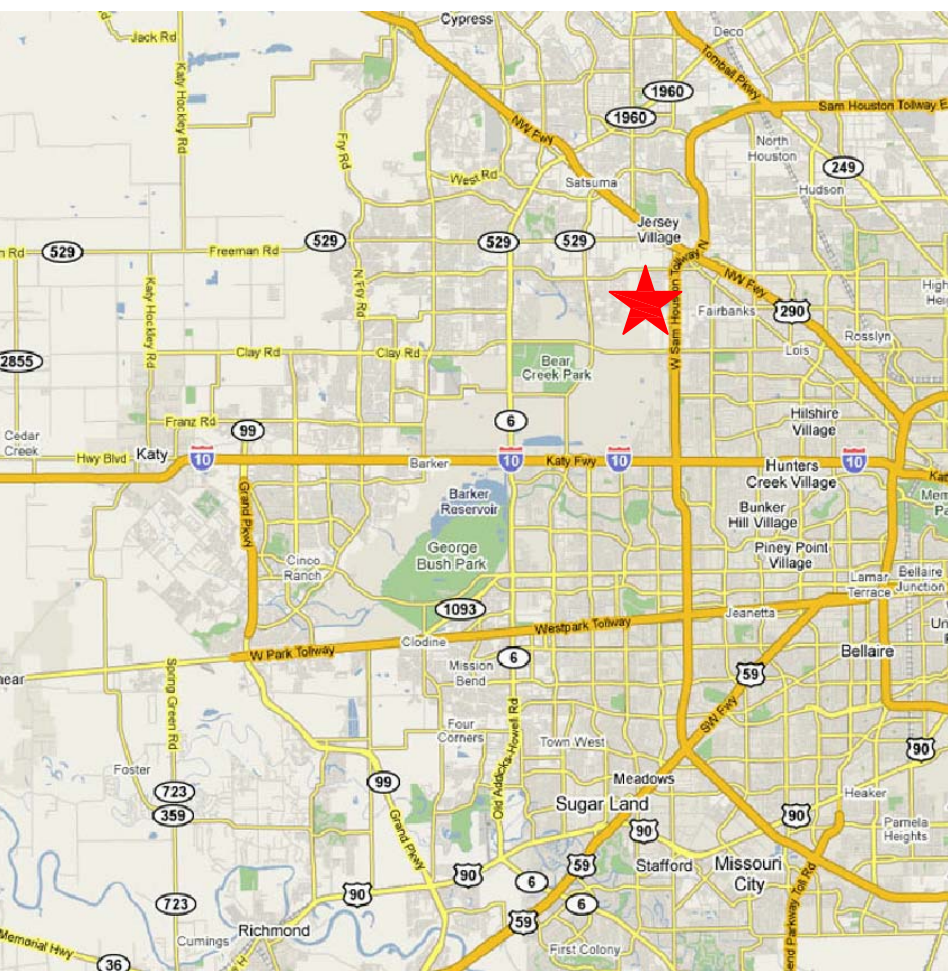 Cypress
Deco
Jack Rd
Tomball Pkwy
Katy Hockley Rd
1960
1960
Sam Houston Tollway E
NW Fwy
Fry Rd
North
Houston
249
West Rd
Satsuma
Hudson
Jersey
Village
n Rd
529
Freeman Rd
529
529
529
W Sam Houston Tollway N
NW Fwy
N Fry Rd
Katy Hockley Rd
Fairbanks
290
Rosslyn
2855
Clay Rd
Clay Rd
Lois
Bear
Creek Park
Hilshire
Village
Franz Rd
99
6
Cedar
Creek
Hwy Blvd
Katy
10
Barker
10
Katy Fwy
10
Hunters
Creek Village
10
Grand Pkwy
Barker
Reservoir
Bunker
Hill Village
George
Bush Park
Piney Point
Village
Cinco
Ranch
Lamar
Terrace
Bellaire
Junction
1093
Jeanetta
Clodine
Westpark Tollway
W Park Tollway
6
Mission
Bend
Bellaire
59
Spring Green Rd
SW Fwy
Four
Corners
Old Addicks-Howell Rd
Town West
90
Foster
99
Meadows
723
Sugar Land
Heaker
359
90
90
Pamela
Heights
Grand Pkwy
Stafford
Missouri
City
59
90
90
6
723
6
59
Richmond
Cumings
First Colony
Memorial Hwy
36
end Parkway Toll Rd